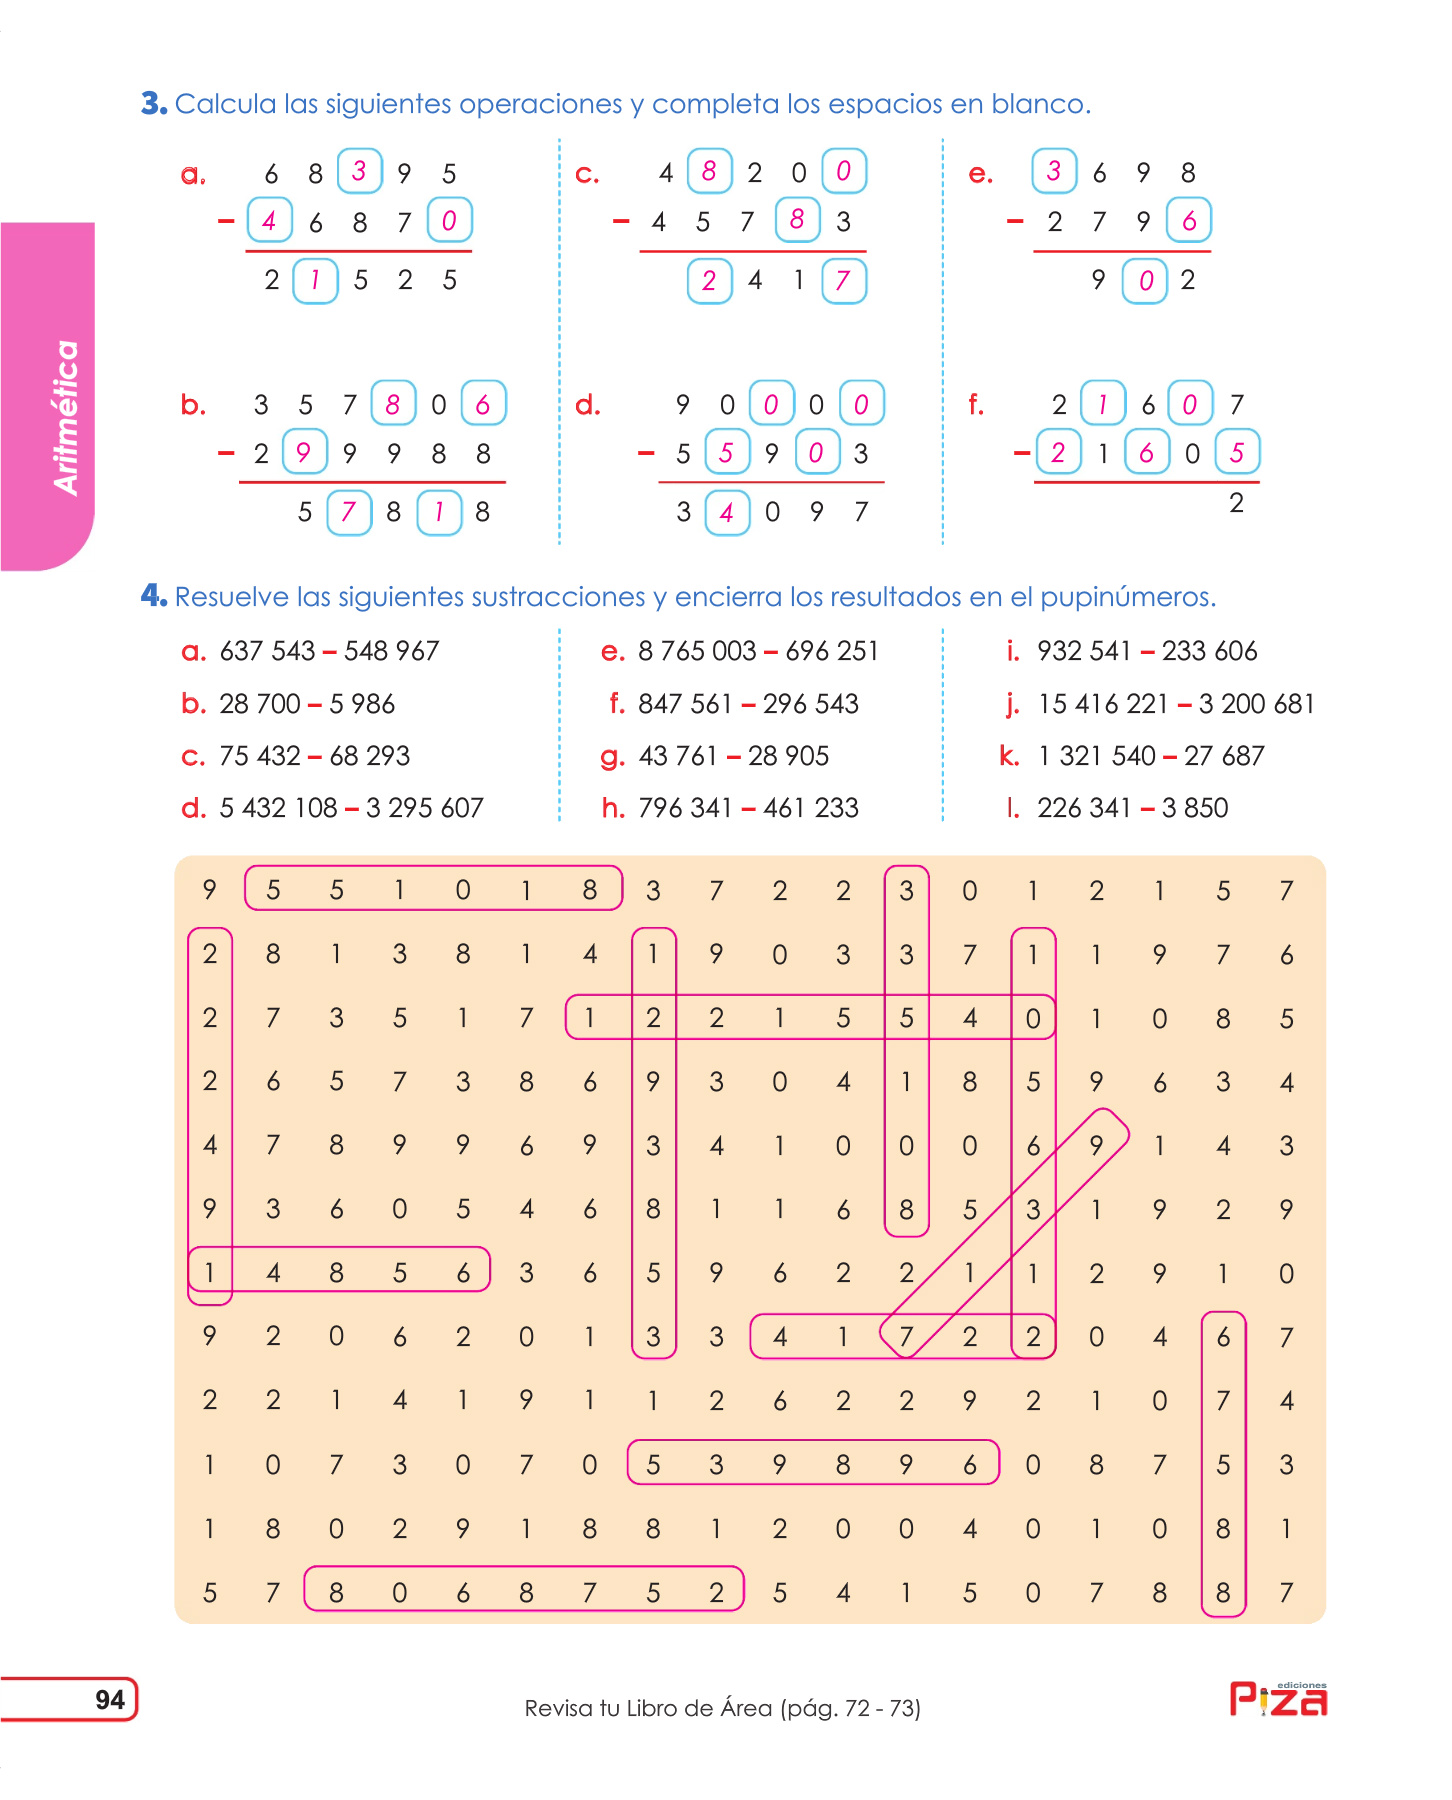 3. Calcula las siguientes operaciones y completa los espacios en blanco.
a. 6 8 3 9 5
– 4 6 8 7 0
2 1 5 2 5
c. 4 8 2 0 0
– 4 5 7 8 3
2 4 1 7
e. 3 6 9 8
– 2 7 9 6
9 0 2
b. 3 5 7 8 0 6
– 2 9 9 9 8 8
5 7 8 1 8
d. 9 0 0 0 0
– 5 5 9 0 3
3 4 0 9 7
f. 2 1 6 0 7
– 2 1 6 0 5
2
Aritmética
4. Resuelve las siguientes sustracciones y encierra los resultados en el pupinúmeros.
a. 637 543 – 548 967
b. 28 700 – 5 986
c. 75 432 – 68 293
d. 5 432 108 – 3 295 607
e. 8 765 003 – 696 251
f. 847 561 – 296 543
g. 43 761 – 28 905
h. 796 341 – 461 233
i. 932 541 – 233 606
j. 15 416 221 – 3 200 681
k. 1 321 540 – 27 687
l. 226 341 – 3 850
9 5 5 1 0 1 8 3 7 2 2 3 0 1 2 1 5 7
2 8 1 3 8 1 4 1 9 0 3 3 7 1 1 9 7 6
2 7 3 5 1 7 1 2 2 1 5 5 4 0 1 0 8 5
2 6 5 7 3 8 6 9 3 0 4 1 8 5 9 6 3 4
4 7 8 9 9 6 9 3 4 1 0 0 0 6 9 1 4 3
9 3 6 0 5 4 6 8 1 1 6 8 5 3 1 9 2 9
1 4 8 5 6 3 6 5 9 6 2 2 1 1 2 9 1 0
9 2 0 6 2 0 1 3 3 4 1 7 2 2 0 4 6 7
2 2 1 4 1 9 1 1 2 6 2 2 9 2 1 0 7 4
1 0 7 3 0 7 0 5 3 9 8 9 6 0 8 7 5 3
1 8 0 2 9 1 8 8 1 2 0 0 4 0 1 0 8 1
5 7 8 0 6 8 7 5 2 5 4 1 5 0 7 8 8 7
94
Revisa tu Libro de Área (pág. 72 - 73)
ediciones
PIZA